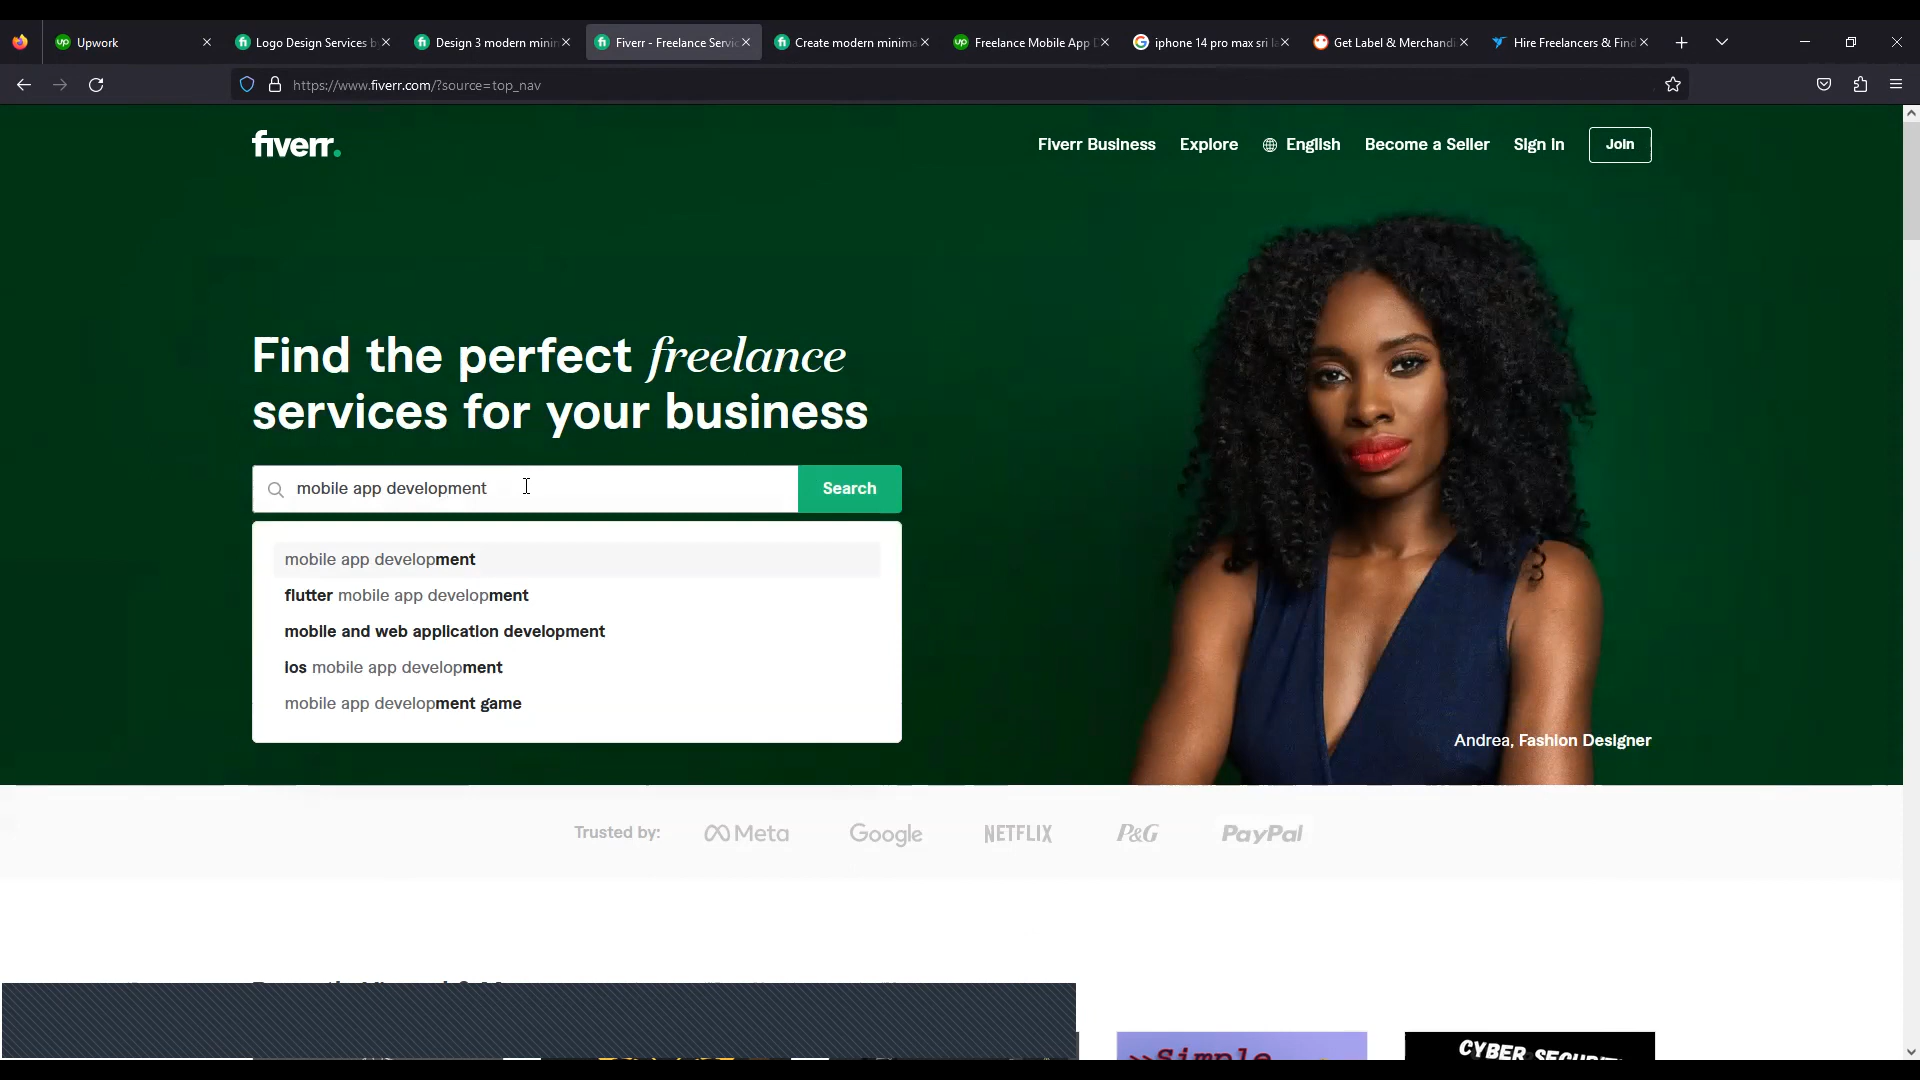 Upwork
Logo Design Services b
Design 3 modern mini
Fiverr - Freelance Servic
Create modern minima
Freelance Mobile App D
iphone 14 pro max sri la
Get Label & Merchandi
Hire Freelancers & Find
https://www.fiverr.com/?source=top_nav
fiverr.
Fiverr Business
Explore
English
Become a Seller
Sign in
Join
Find the perfect freelance
services for your business
mobile app development
Search
mobile app development
flutter mobile app development
mobile and web application development
ios mobile app development
mobile app development game
Andrea, Fashion Designer
Trusted by:
Meta
Google
NETFLIX
P&G
PayPal
>>Simple
CYBER SECURITY